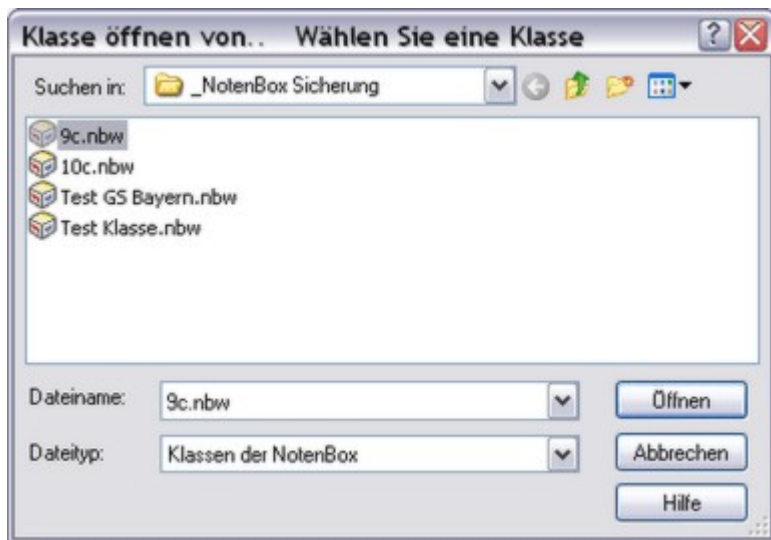 Klasse öffnen von.. Wählen Sie eine Klasse
Suchen in: _NotenBox Sicherung
9c.nbw
10c.nbw
Test GS Bayern.nbw
Test Klasse.nbw
Dateiname: 9c.nbw Öffnen
Dateityp: Klassen der NotenBox Abbrechen
Hilfe